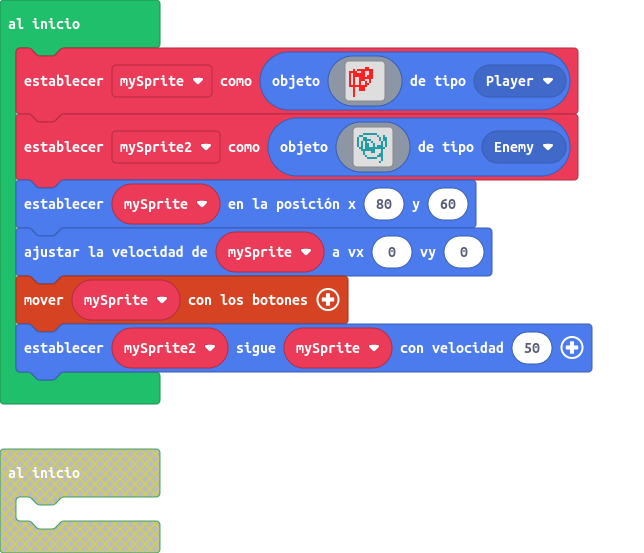 al inicio
establecer mySprite como objeto de tipo Player
establecer mySprite2 como objeto de tipo Enemy
establecer mySprite en la posición x 80 y 60
ajustar la velocidad de mySprite a vx 0 vy 0
mover mySprite con los botones
establecer mySprite2 sigue mySprite con velocidad 50
al inicio